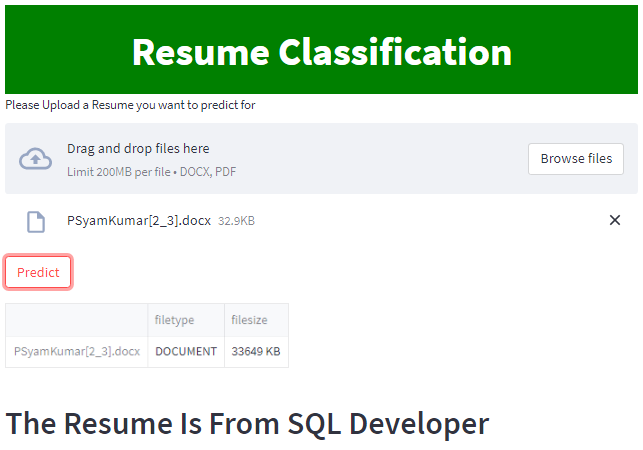 Resume Classification
Please Upload a Resume you want to predict for
Drag and drop files here
Limit 200MB per file • DOCX, PDF
Browse files
PSyamKumar[2_3].docx 32.9KB
Predict
filetype filesize
PSyamKumar[2_3].docx DOCUMENT 33649 KB
The Resume Is From SQL Developer